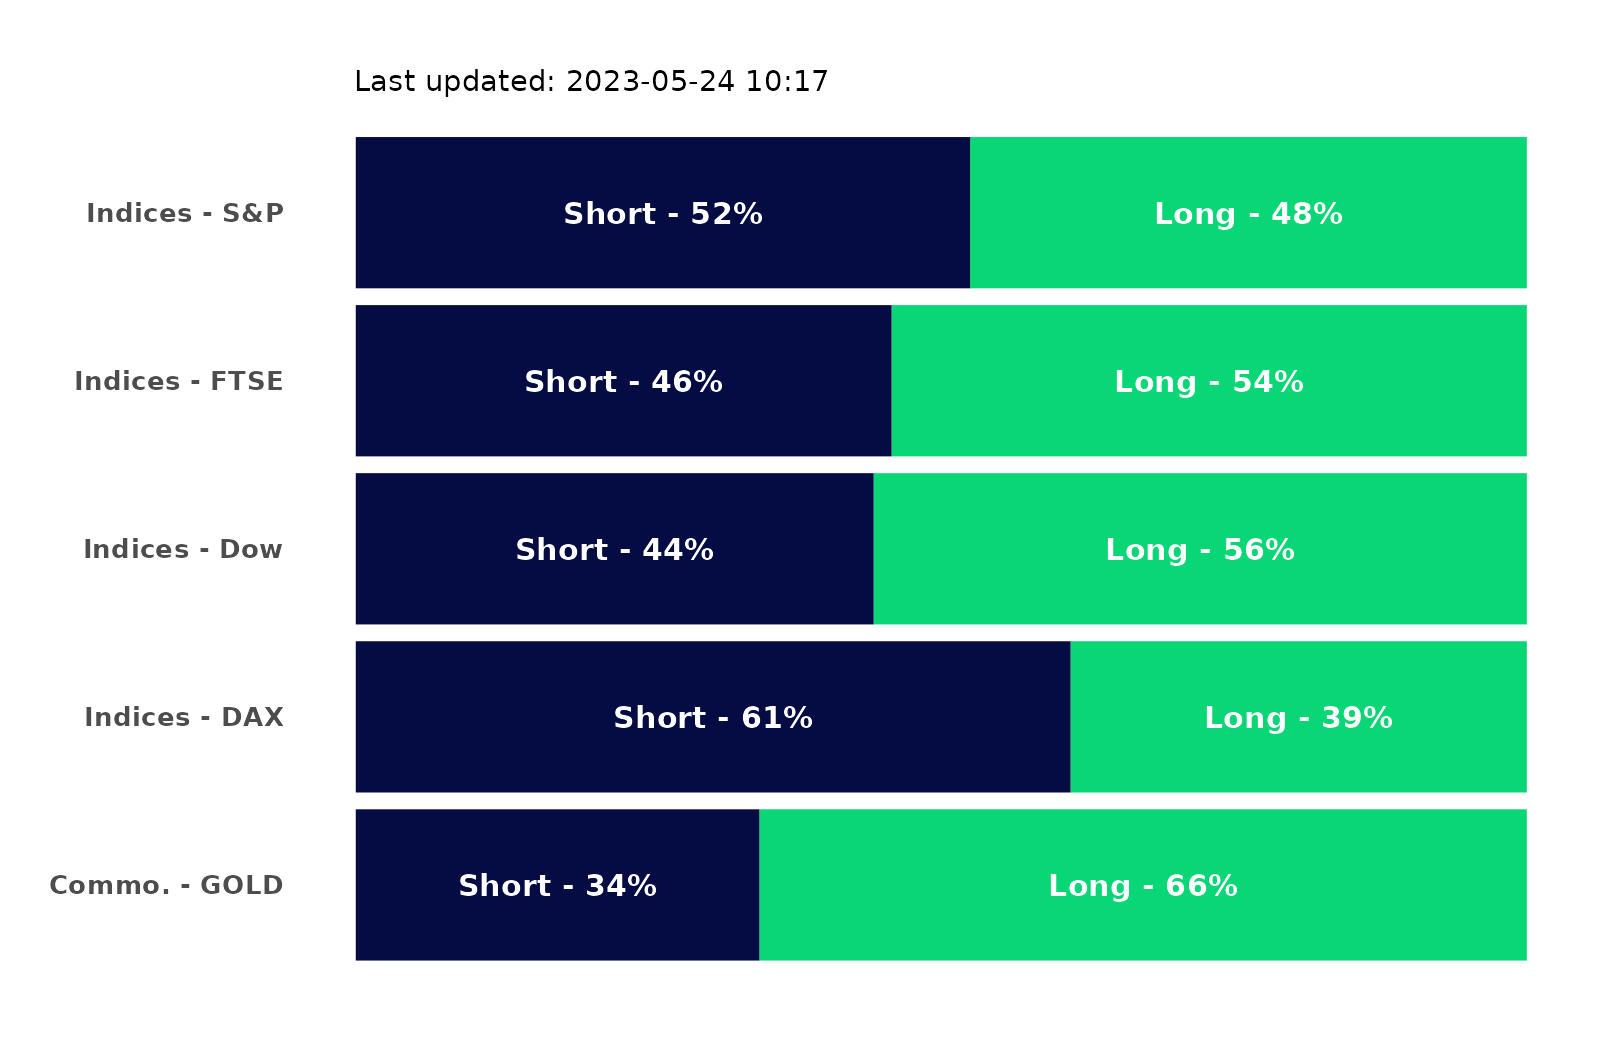 Last updated: 2023-05-24 10:17
Indices - S&P Short - 52% Long - 48%
Indices - FTSE Short - 46% Long - 54%
Indices - Dow Short - 44% Long - 56%
Indices - DAX Short - 61% Long - 39%
Commo. - GOLD Short - 34% Long - 66%